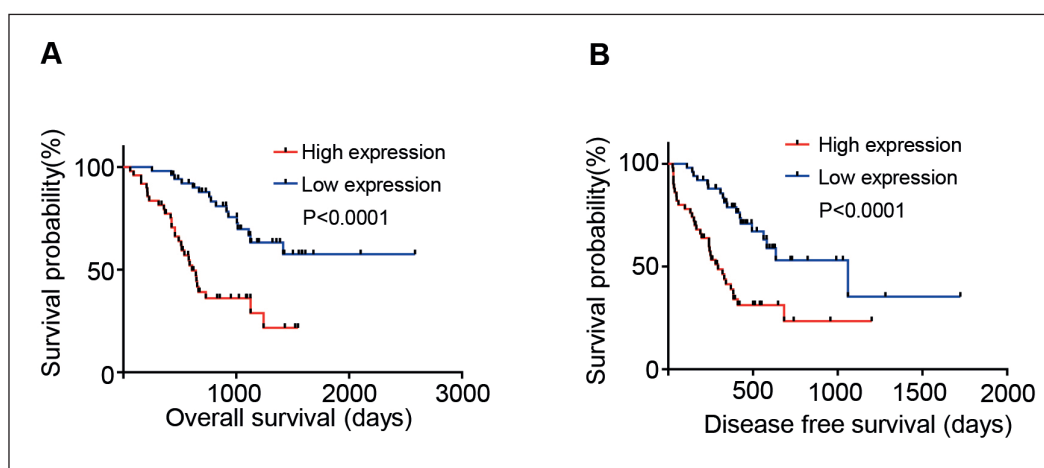 A
Survival probability(%)
100
50
0
High expression
Low expression
P<0.0001
1000
2000
3000
Overall survival (days)
B
Survival probability(%)
100
50
0
High expression
Low expression
P<0.0001
500
1000
1500
2000
Disease free survival (days)